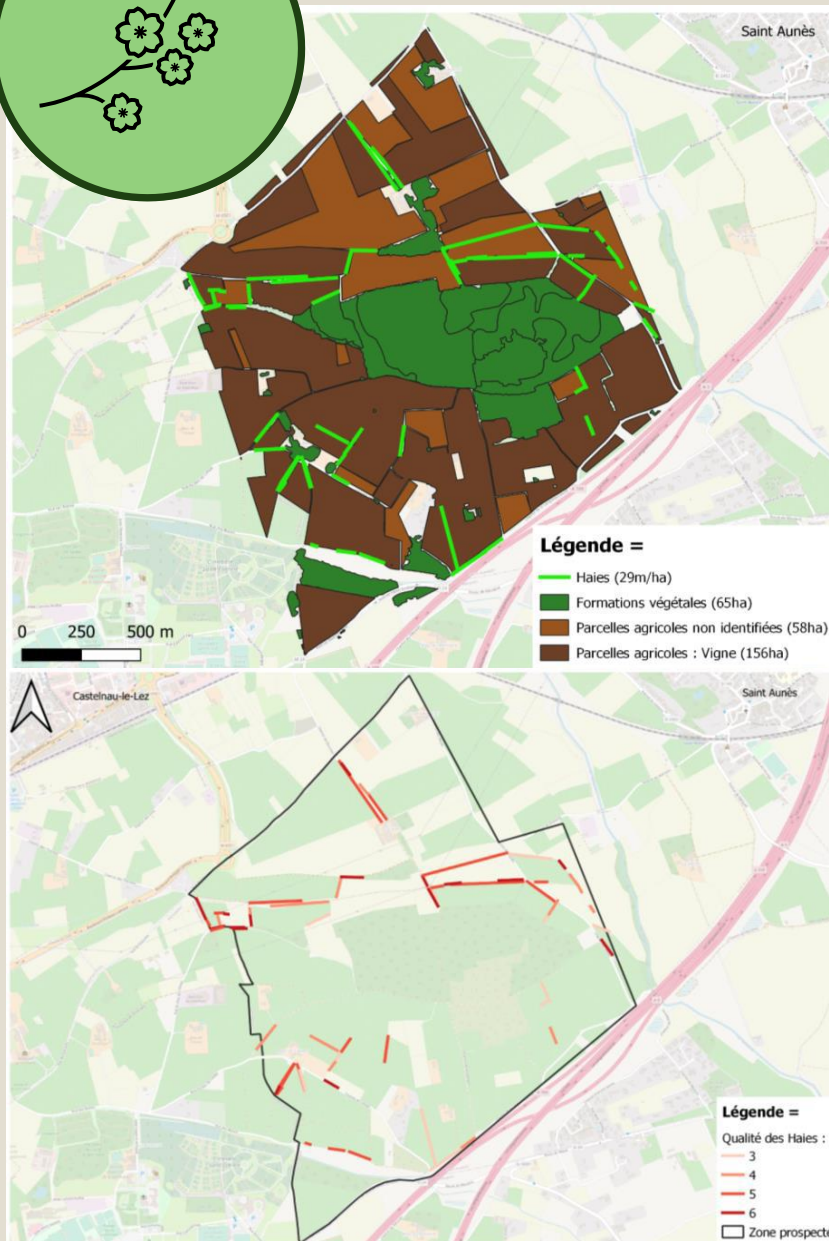 Saint Aunès
Légende =
Haies (29m/ha)
Formations végétales (65ha)
Parcelles agricoles non identifiées (58ha)
Parcelles agricoles : Vigne (156ha)
0 250 500 m
Castelnau-le-Lez
Saint Aunès
Légende =
Qualité des Haies :
3
4
5
6
Zone prospect